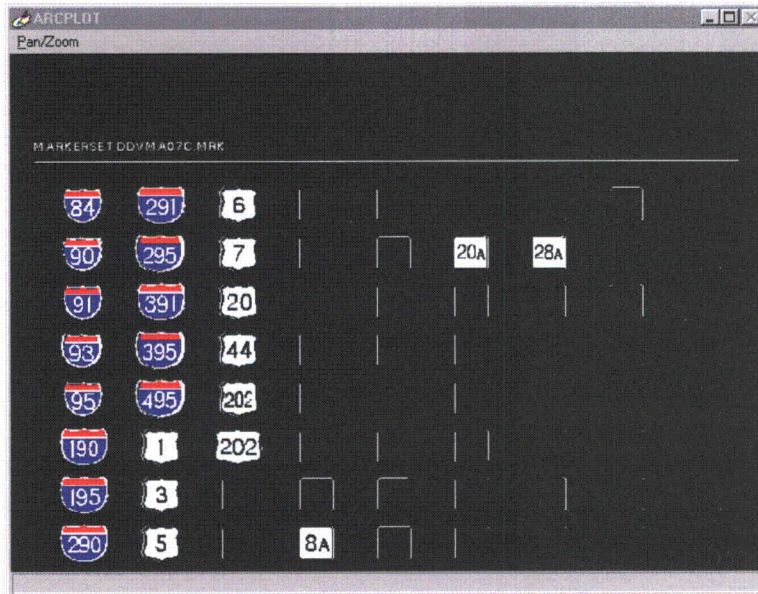 ARCPLOT
Pan/Zoom
MARKERSET DDVMA07C.MRK
84 291 6
90 295 7 20A 28A
91 391 20
93 395 44
95 495 202
190 1 202
195 3
290 5 8A